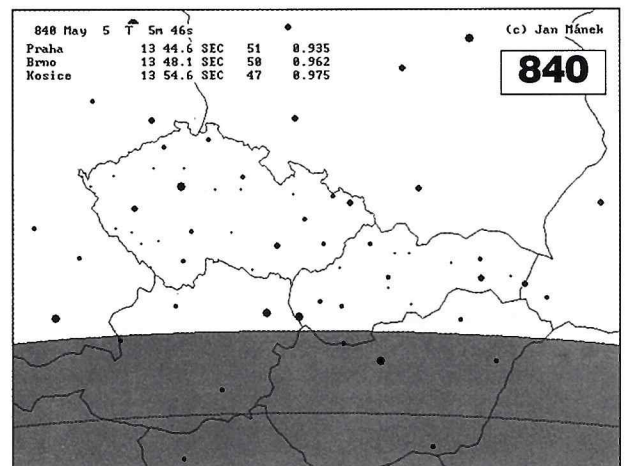 840 May 5 T 5m 46s
(c) Jan Mánek
Praha 13 44.6 SEC 51 0.935
Brno 13 48.1 SEC 50 0.962
Kosice 13 54.6 SEC 47 0.975
840